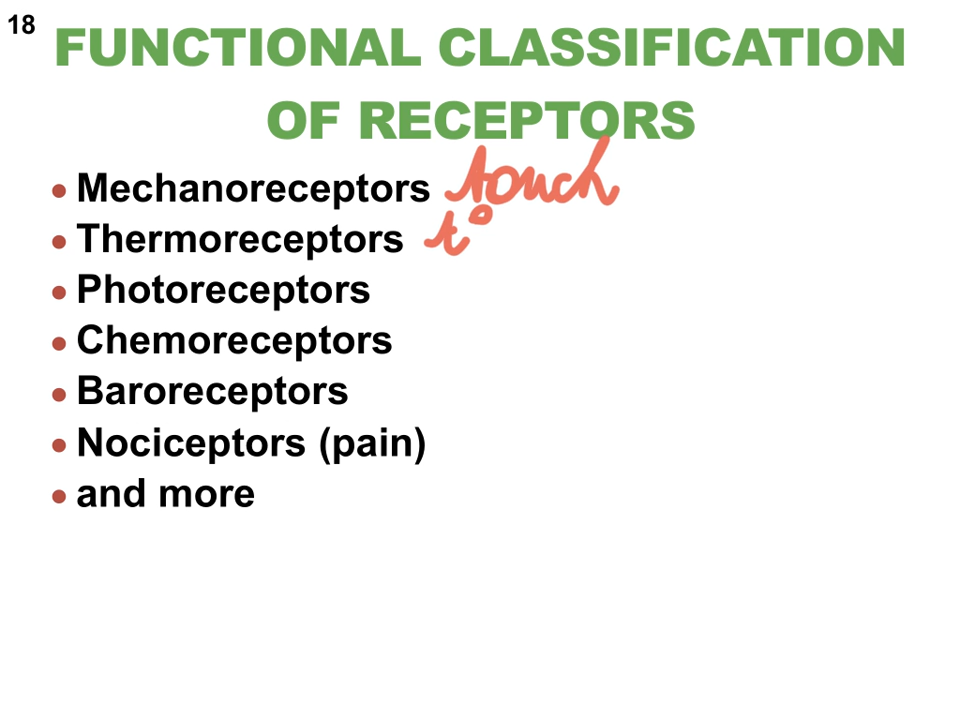 18
FUNCTIONAL CLASSIFICATION
OF RECEPTORS
• Mechanoreceptors touch
• Thermoreceptors t°
• Photoreceptors
• Chemoreceptors
• Baroreceptors
• Nociceptors (pain)
• and more